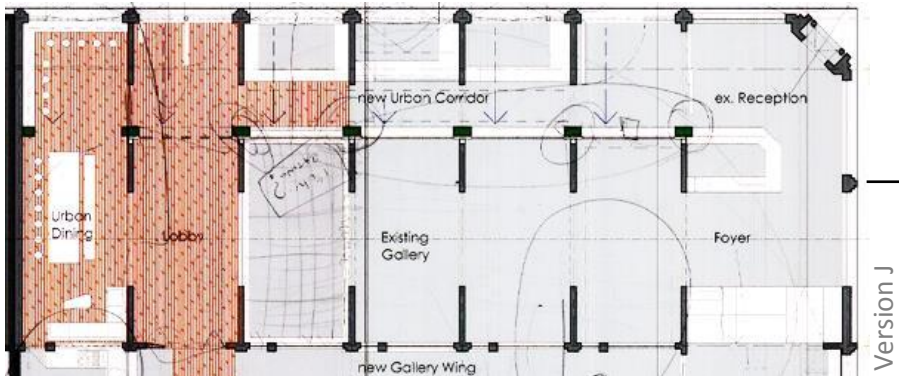 new Urban Corridor
ex. Reception
Urban
Dining
Lobby
Existing
Gallery
Foyer
new Gallery Wing
Version J